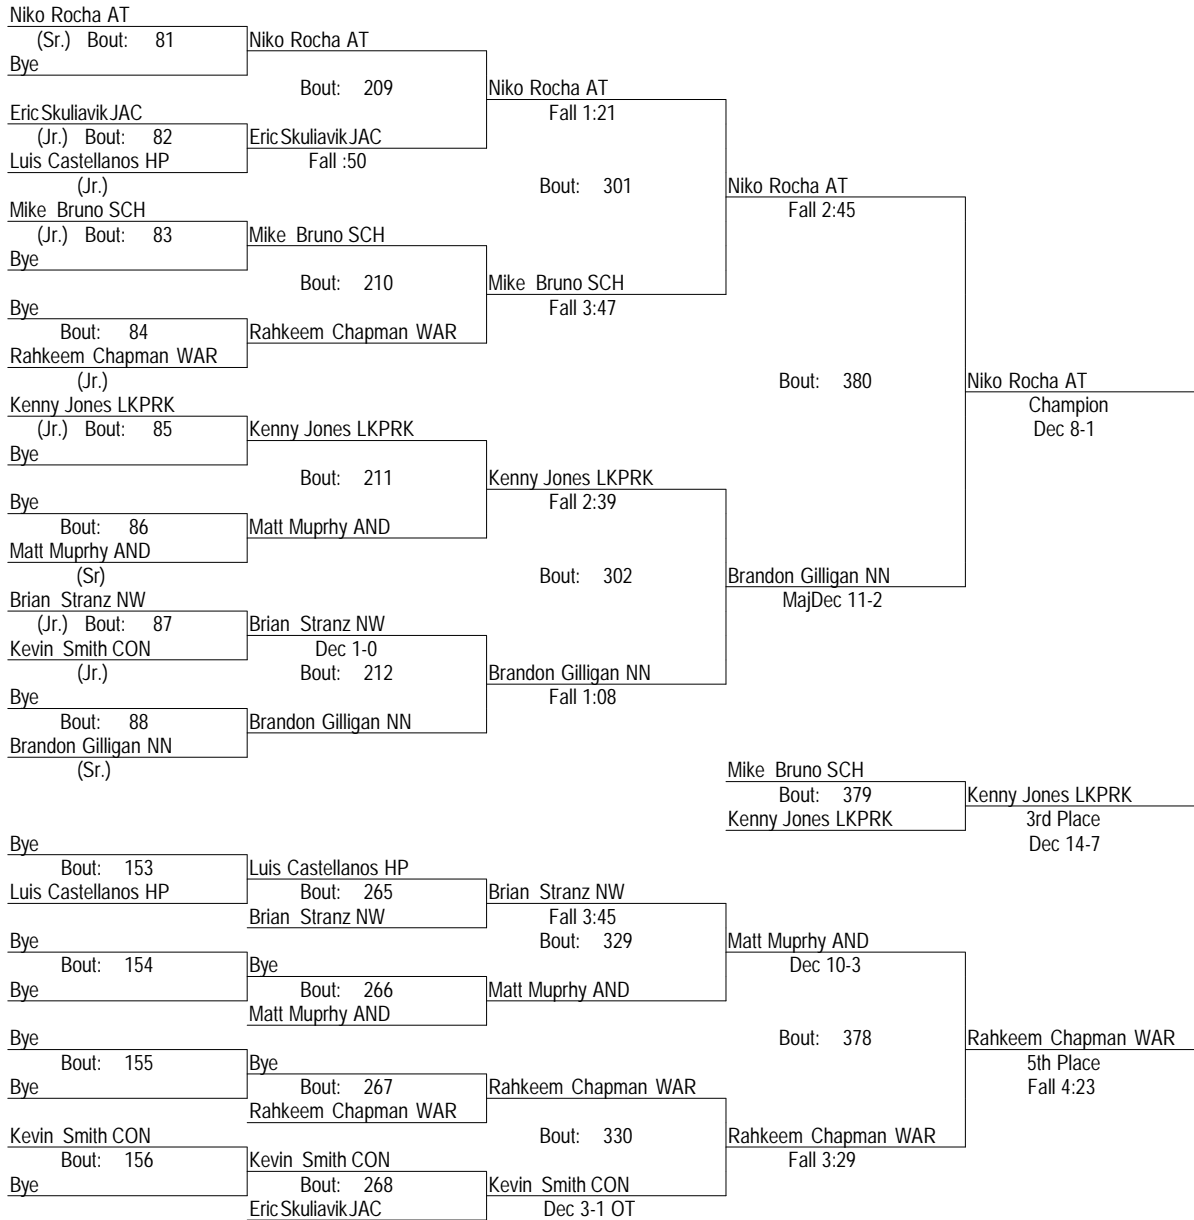 Niko Rocha AT
(Sr.) Bout: 81 Niko Rocha AT
Bye
Bout: 209 Niko Rocha AT
Eric Skuliavik JAC Fall 1:21
(Jr.) Bout: 82 Eric Skuliavik JAC
Luis Castellanos HP Fall :50
(Jr.) Bout: 301 Niko Rocha AT
Mike Bruno SCH Fall 2:45
(Jr.) Bout: 83 Mike Bruno SCH
Bye
Bout: 210 Mike Bruno SCH
Bye Fall 3:47
Bout: 84 Rahkeem Chapman WAR
Rahkeem Chapman WAR
(Jr.) Bout: 380 Niko Rocha AT
Kenny Jones LKPRK Champion
(Jr.) Bout: 85 Kenny Jones LKPRK Dec 8-1
Bye
Bout: 211 Kenny Jones LKPRK
Bye Fall 2:39
Bout: 86 Matt Muprhy AND
Matt Muprhy AND
(Sr) Bout: 302 Brandon Gilligan NN
Brian Stranz NW MajDec 11-2
(Jr.) Bout: 87 Brian Stranz NW
Kevin Smith CON Dec 1-0
(Jr.) Bout: 212 Brandon Gilligan NN
Bye Fall 1:08
Bout: 88 Brandon Gilligan NN
Brandon Gilligan NN
(Sr.) Mike Bruno SCH
Bout: 379 Kenny Jones LKPRK
Kenny Jones LKPRK 3rd Place
Bye Dec 14-7
Bout: 153 Luis Castellanos HP
Luis Castellanos HP Bout: 265 Brian Stranz NW
Brian Stranz NW Fall 3:45
Bye Bout: 329 Matt Muprhy AND
Bout: 154 Bye Dec 10-3
Bye Bout: 266 Matt Muprhy AND
Matt Muprhy AND
Bye Bout: 378 Rahkeem Chapman WAR
Bout: 155 Bye 5th Place
Bye Bout: 267 Rahkeem Chapman WAR Fall 4:23
Rahkeem Chapman WAR
Kevin Smith CON Bout: 330 Rahkeem Chapman WAR
Bout: 156 Kevin Smith CON Fall 3:29
Bye Bout: 268 Kevin Smith CON
Eric Skuliavik JAC Dec 3-1 OT